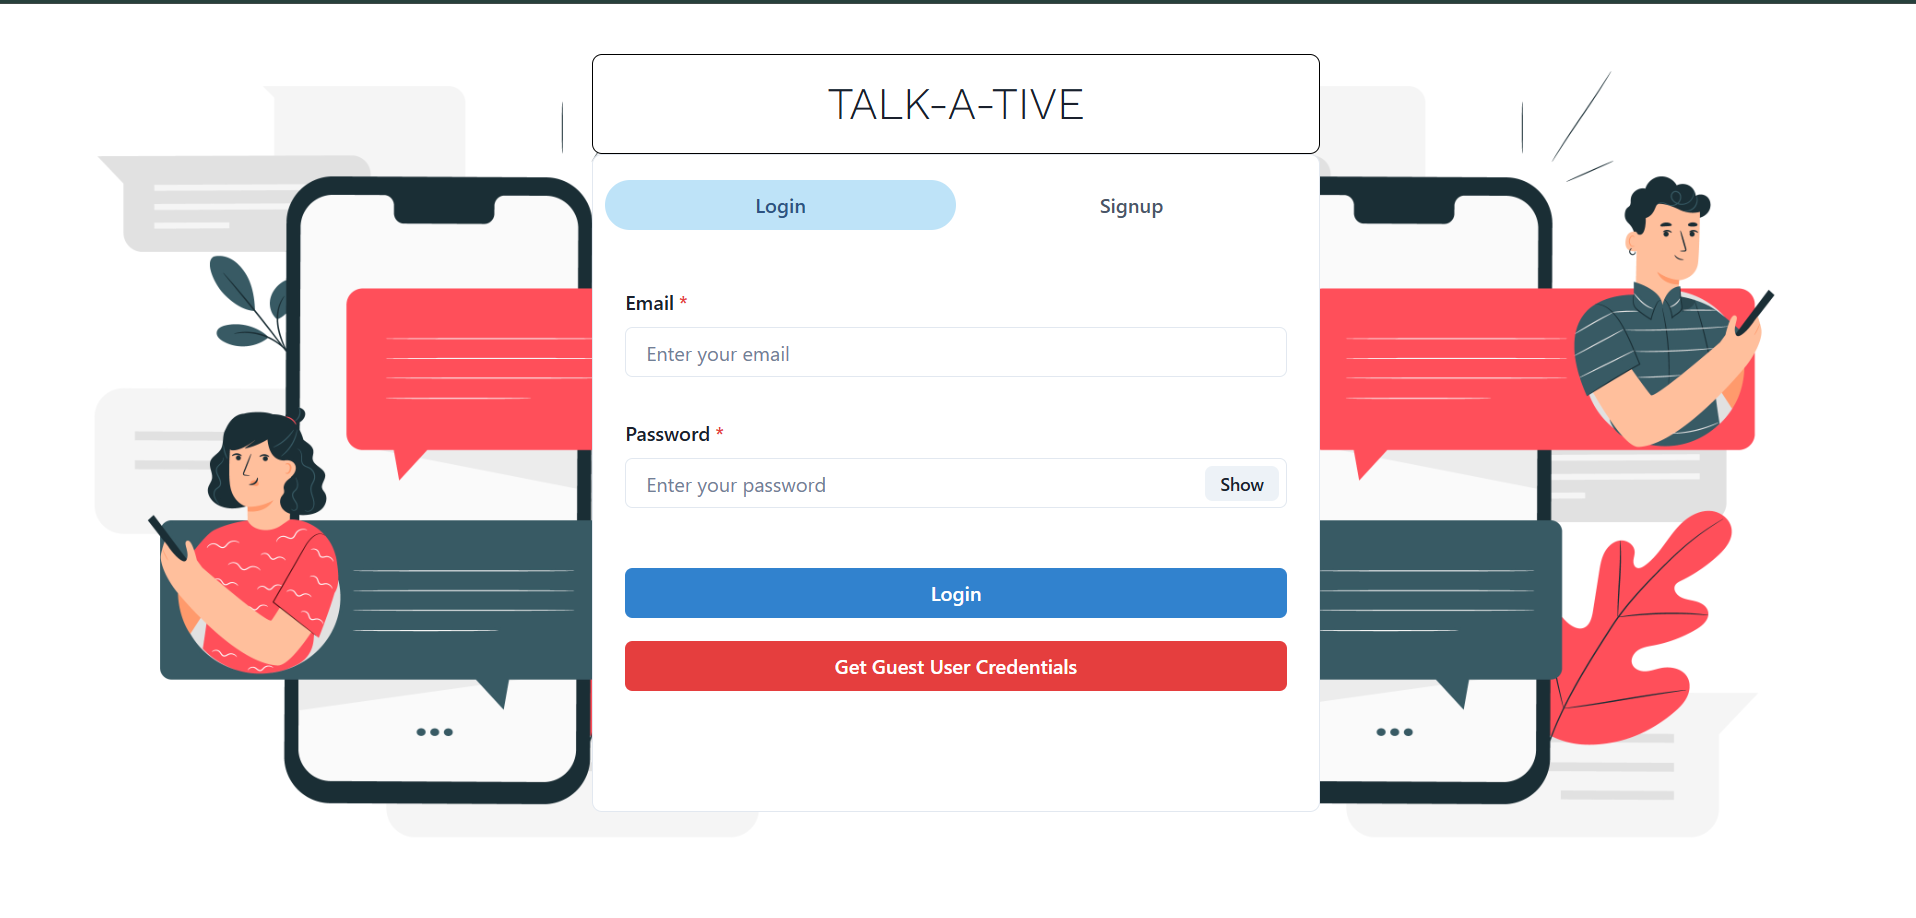 TALK-A-TIVE
Login
Signup
Email *
Enter your email
Password *
Enter your password
Show
Login
Get Guest User Credentials